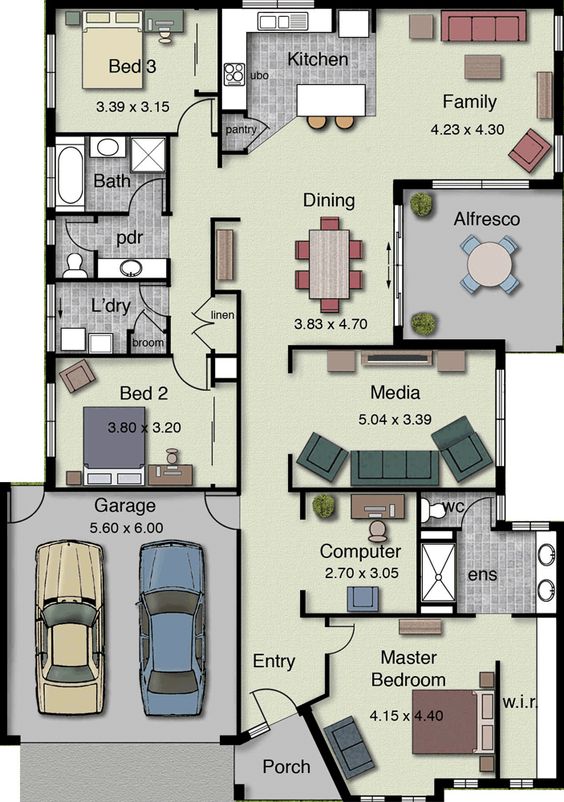 Kitchen
ubo
Bed 3
3.39 x 3.15
Family
4.23 x 4.30
pantry
Bath
Dining
Alfresco
pdr
L'dry
linen
3.83 x 4.70
broom
Bed 2
3.80 x 3.20
Media
5.04 x 3.39
Garage
5.60 x 6.00
wc
Computer
2.70 x 3.05
ens
Entry
Master
Bedroom
4.15 x 4.40
w.i.r.
Porch